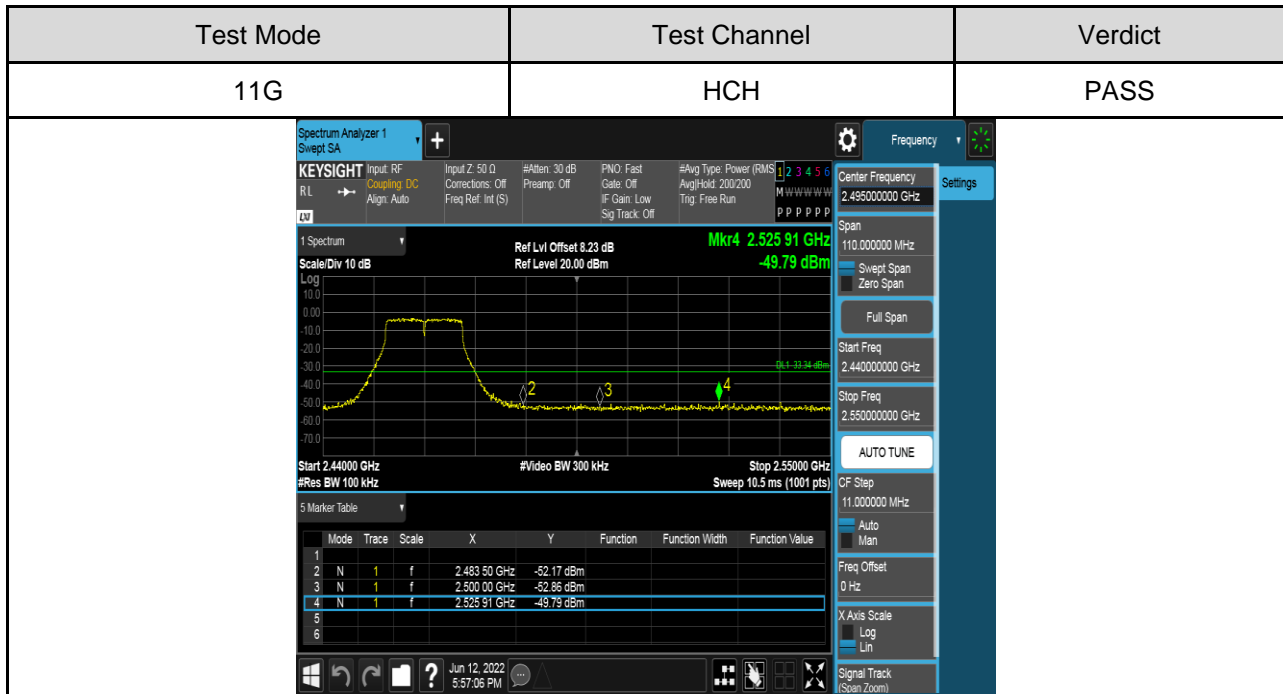 Test Mode Test Channel Verdict
11G HCH PASS
Spectrum Analyzer 1
Swept SA
+
Frequency
KEYSIGHT Input: RF Input Z: 50 Ω #Atten: 30 dB PNO: Fast #Avg Type: Power (RMS 1 2 3 4 5 6
RL Coupling: DC Corrections: Off Preamp: Off Gate: Off Avg|Hold: 200/200 M W W W W W
Align: Auto Freq Ref: Int (S) IF Gain: Low Trig: Free Run
Sig Track: Off P P P P P P
LXI
1 Spectrum
Ref Lvl Offset 8.23 dB Mkr4 2.525 91 GHz
Scale/Div 10 dB Ref Level 20.00 dBm -49.79 dBm
Log
10.0
0.00
-10.0
-20.0
-30.0
DL1 -33.34 dBm
-40.0
2 3 4
-50.0
-60.0
-70.0
Start 2.44000 GHz #Video BW 300 kHz Stop 2.55000 GHz
#Res BW 100 kHz Sweep 10.5 ms (1001 pts)
5 Marker Table
Mode Trace Scale X Y Function Function Width Function Value
1
2 N 1 f 2.483 50 GHz -52.17 dBm
3 N 1 f 2.500 00 GHz -52.86 dBm
4 N 1 f 2.525 91 GHz -49.79 dBm
5
6
? Jun 12, 2022
5:57:06 PM
Center Frequency
2.495000000 GHz
Settings
Span
110.000000 MHz
Swept Span
Zero Span
Full Span
Start Freq
2.440000000 GHz
Stop Freq
2.550000000 GHz
AUTO TUNE
CF Step
11.000000 MHz
Auto
Man
Freq Offset
0 Hz
X Axis Scale
Log
Lin
Signal Track
(Span Zoom)